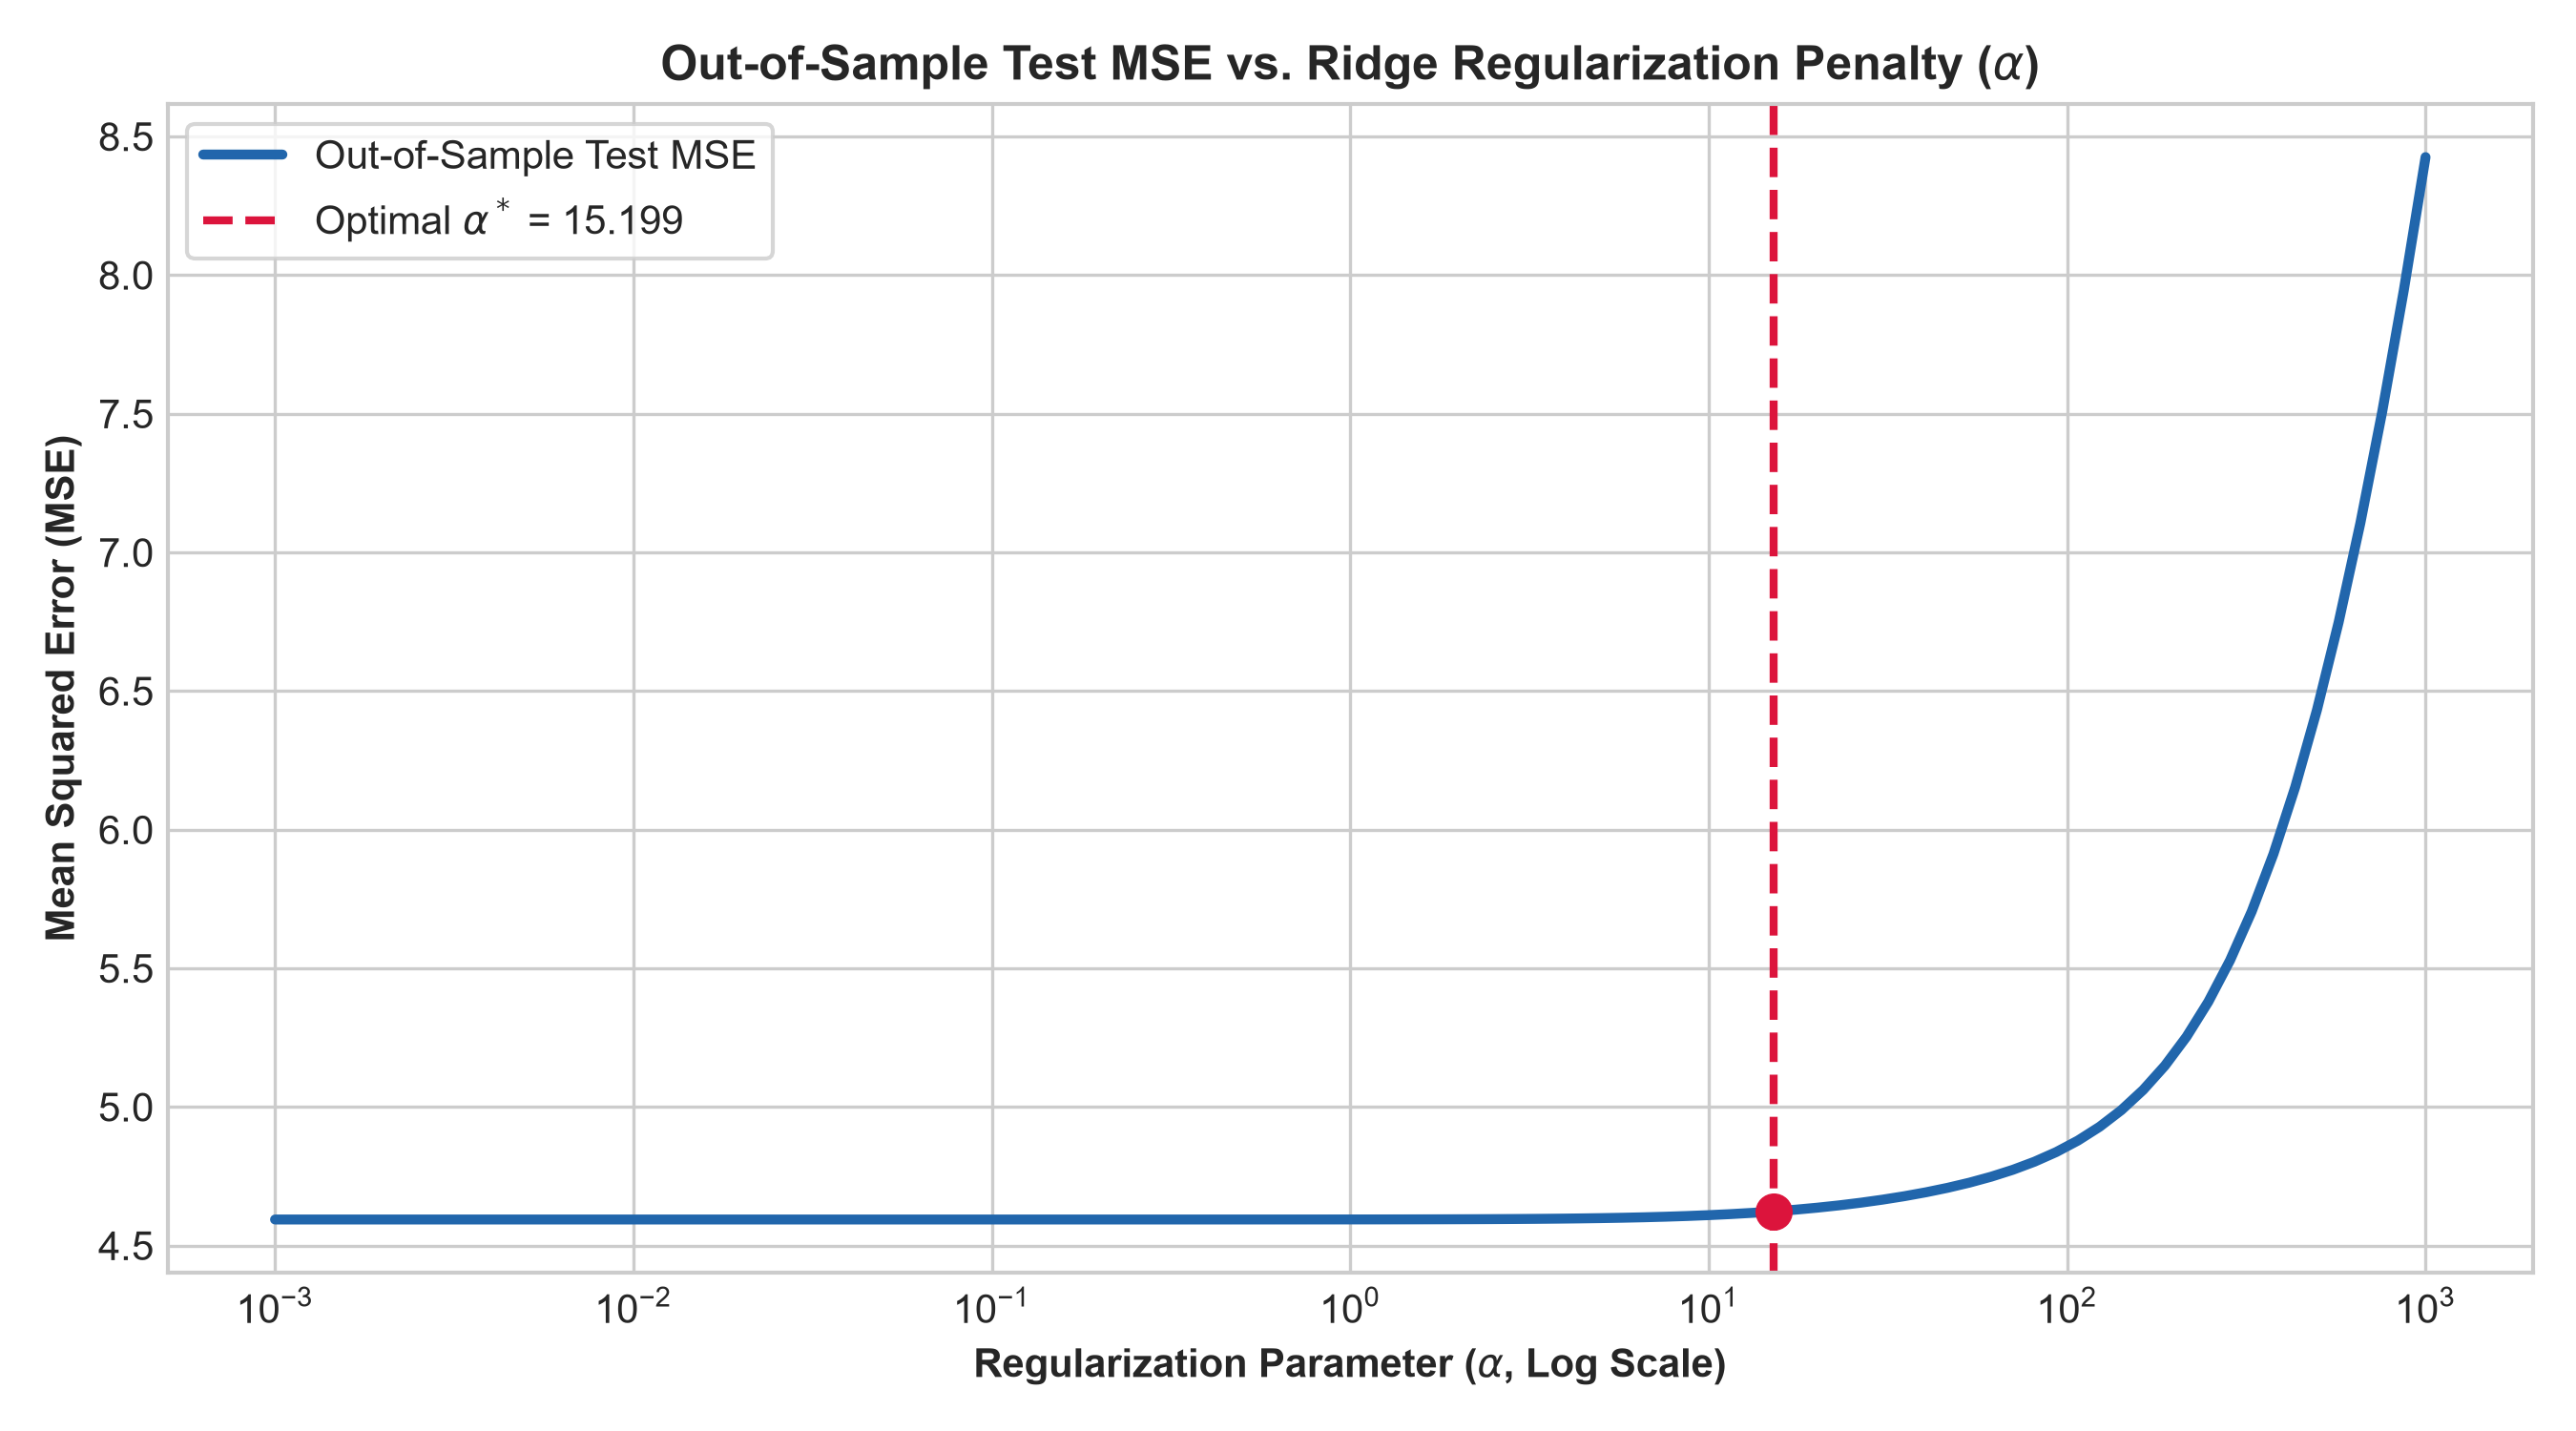 Out-of-Sample Test MSE vs. Ridge Regularization Penalty (α)
Out-of-Sample Test MSE
Optimal α* = 15.199
Mean Squared Error (MSE)
8.5
8.0
7.5
7.0
6.5
6.0
5.5
5.0
4.5
10⁻³ 10⁻² 10⁻¹ 10⁰ 10¹ 10² 10³
Regularization Parameter (α, Log Scale)